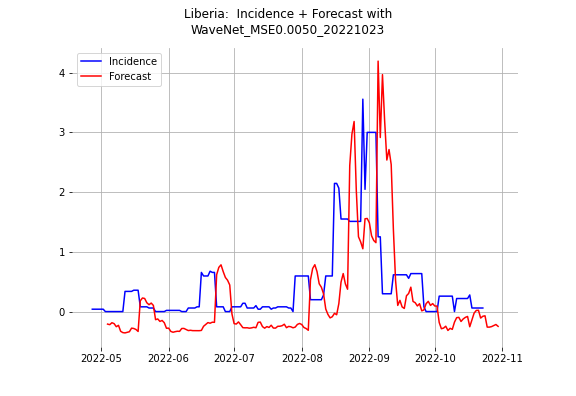 Liberia:  Incidence + Forecast with
WaveNet_MSE0.0050_20221023
Incidence
Forecast
4
3
2
1
0
2022-05 2022-06 2022-07 2022-08 2022-09 2022-10 2022-11